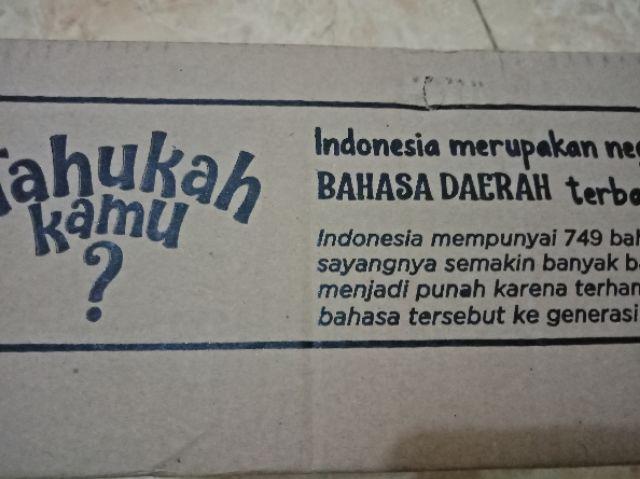 Tahukah
kamu
?
Indonesia merupakan
BAHASA DAERAH
Indonesia mempunyai 749
sayangnya semakin banyak
menjadi punah karena
bahasa tersebut ke generasi